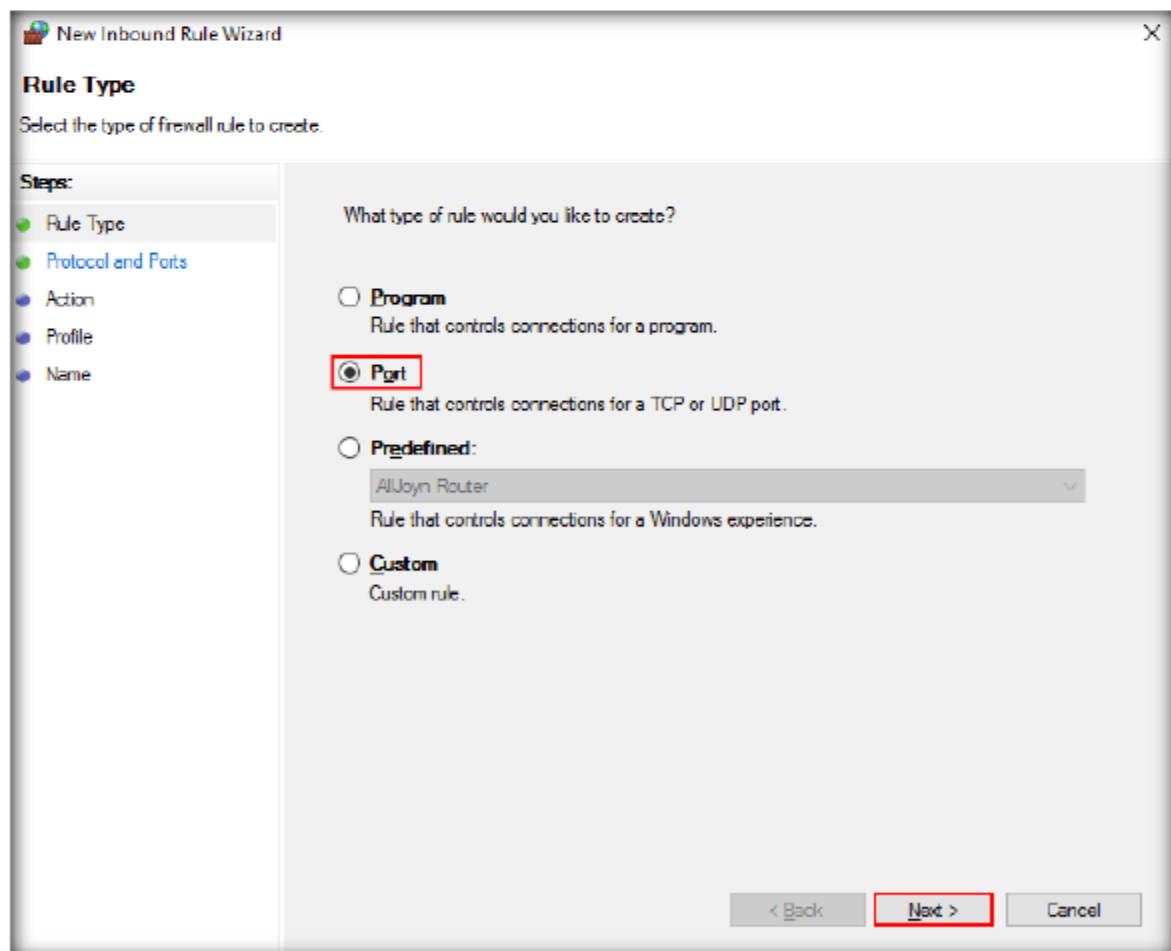 New Inbound Rule Wizard
Rule Type
Select the type of firewall rule to create.
Steps:
Rule Type
Protocol and Ports
Action
Profile
Name
What type of rule would you like to create?
Program
Rule that controls connections for a program.
Port
Rule that controls connections for a TCP or UDP port.
Predefined:
AllJoyn Router
Rule that controls connections for a Windows experience.
Custom
Custom rule.
< Back Next > Cancel